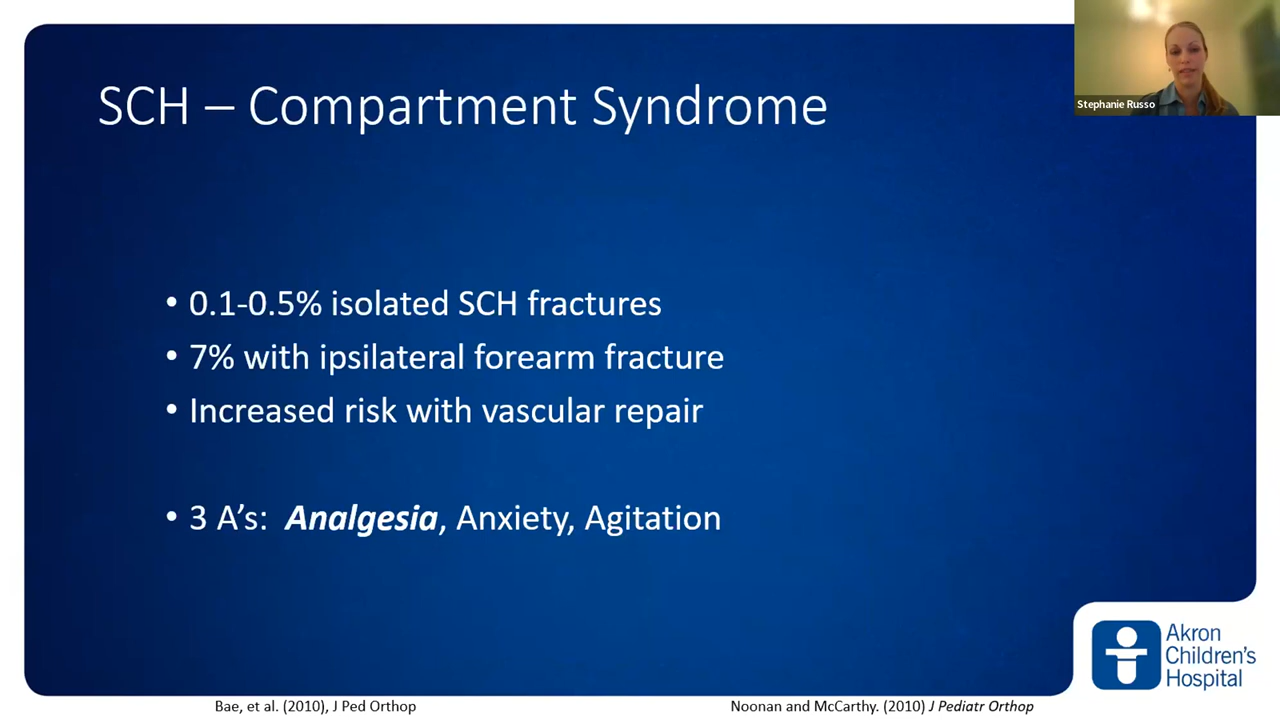 SCH – Compartment Syndrome
Stephanie Russo
• 0.1-0.5% isolated SCH fractures
• 7% with ipsilateral forearm fracture
• Increased risk with vascular repair
• 3 A’s: Analgesia, Anxiety, Agitation
Akron
Children’s
Hospital
Bae, et al. (2010), J Ped Orthop
Noonan and McCarthy. (2010) J Pediatr Orthop